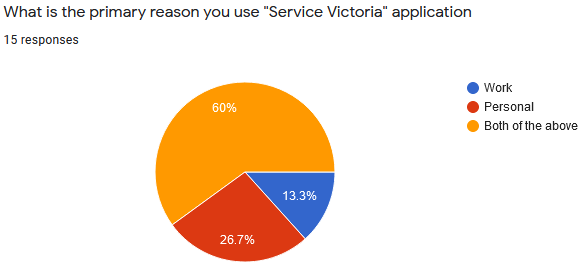 What is the primary reason you use "Service Victoria" application
15 responses
Work
Personal
Both of the above
60%
13.3%
26.7%